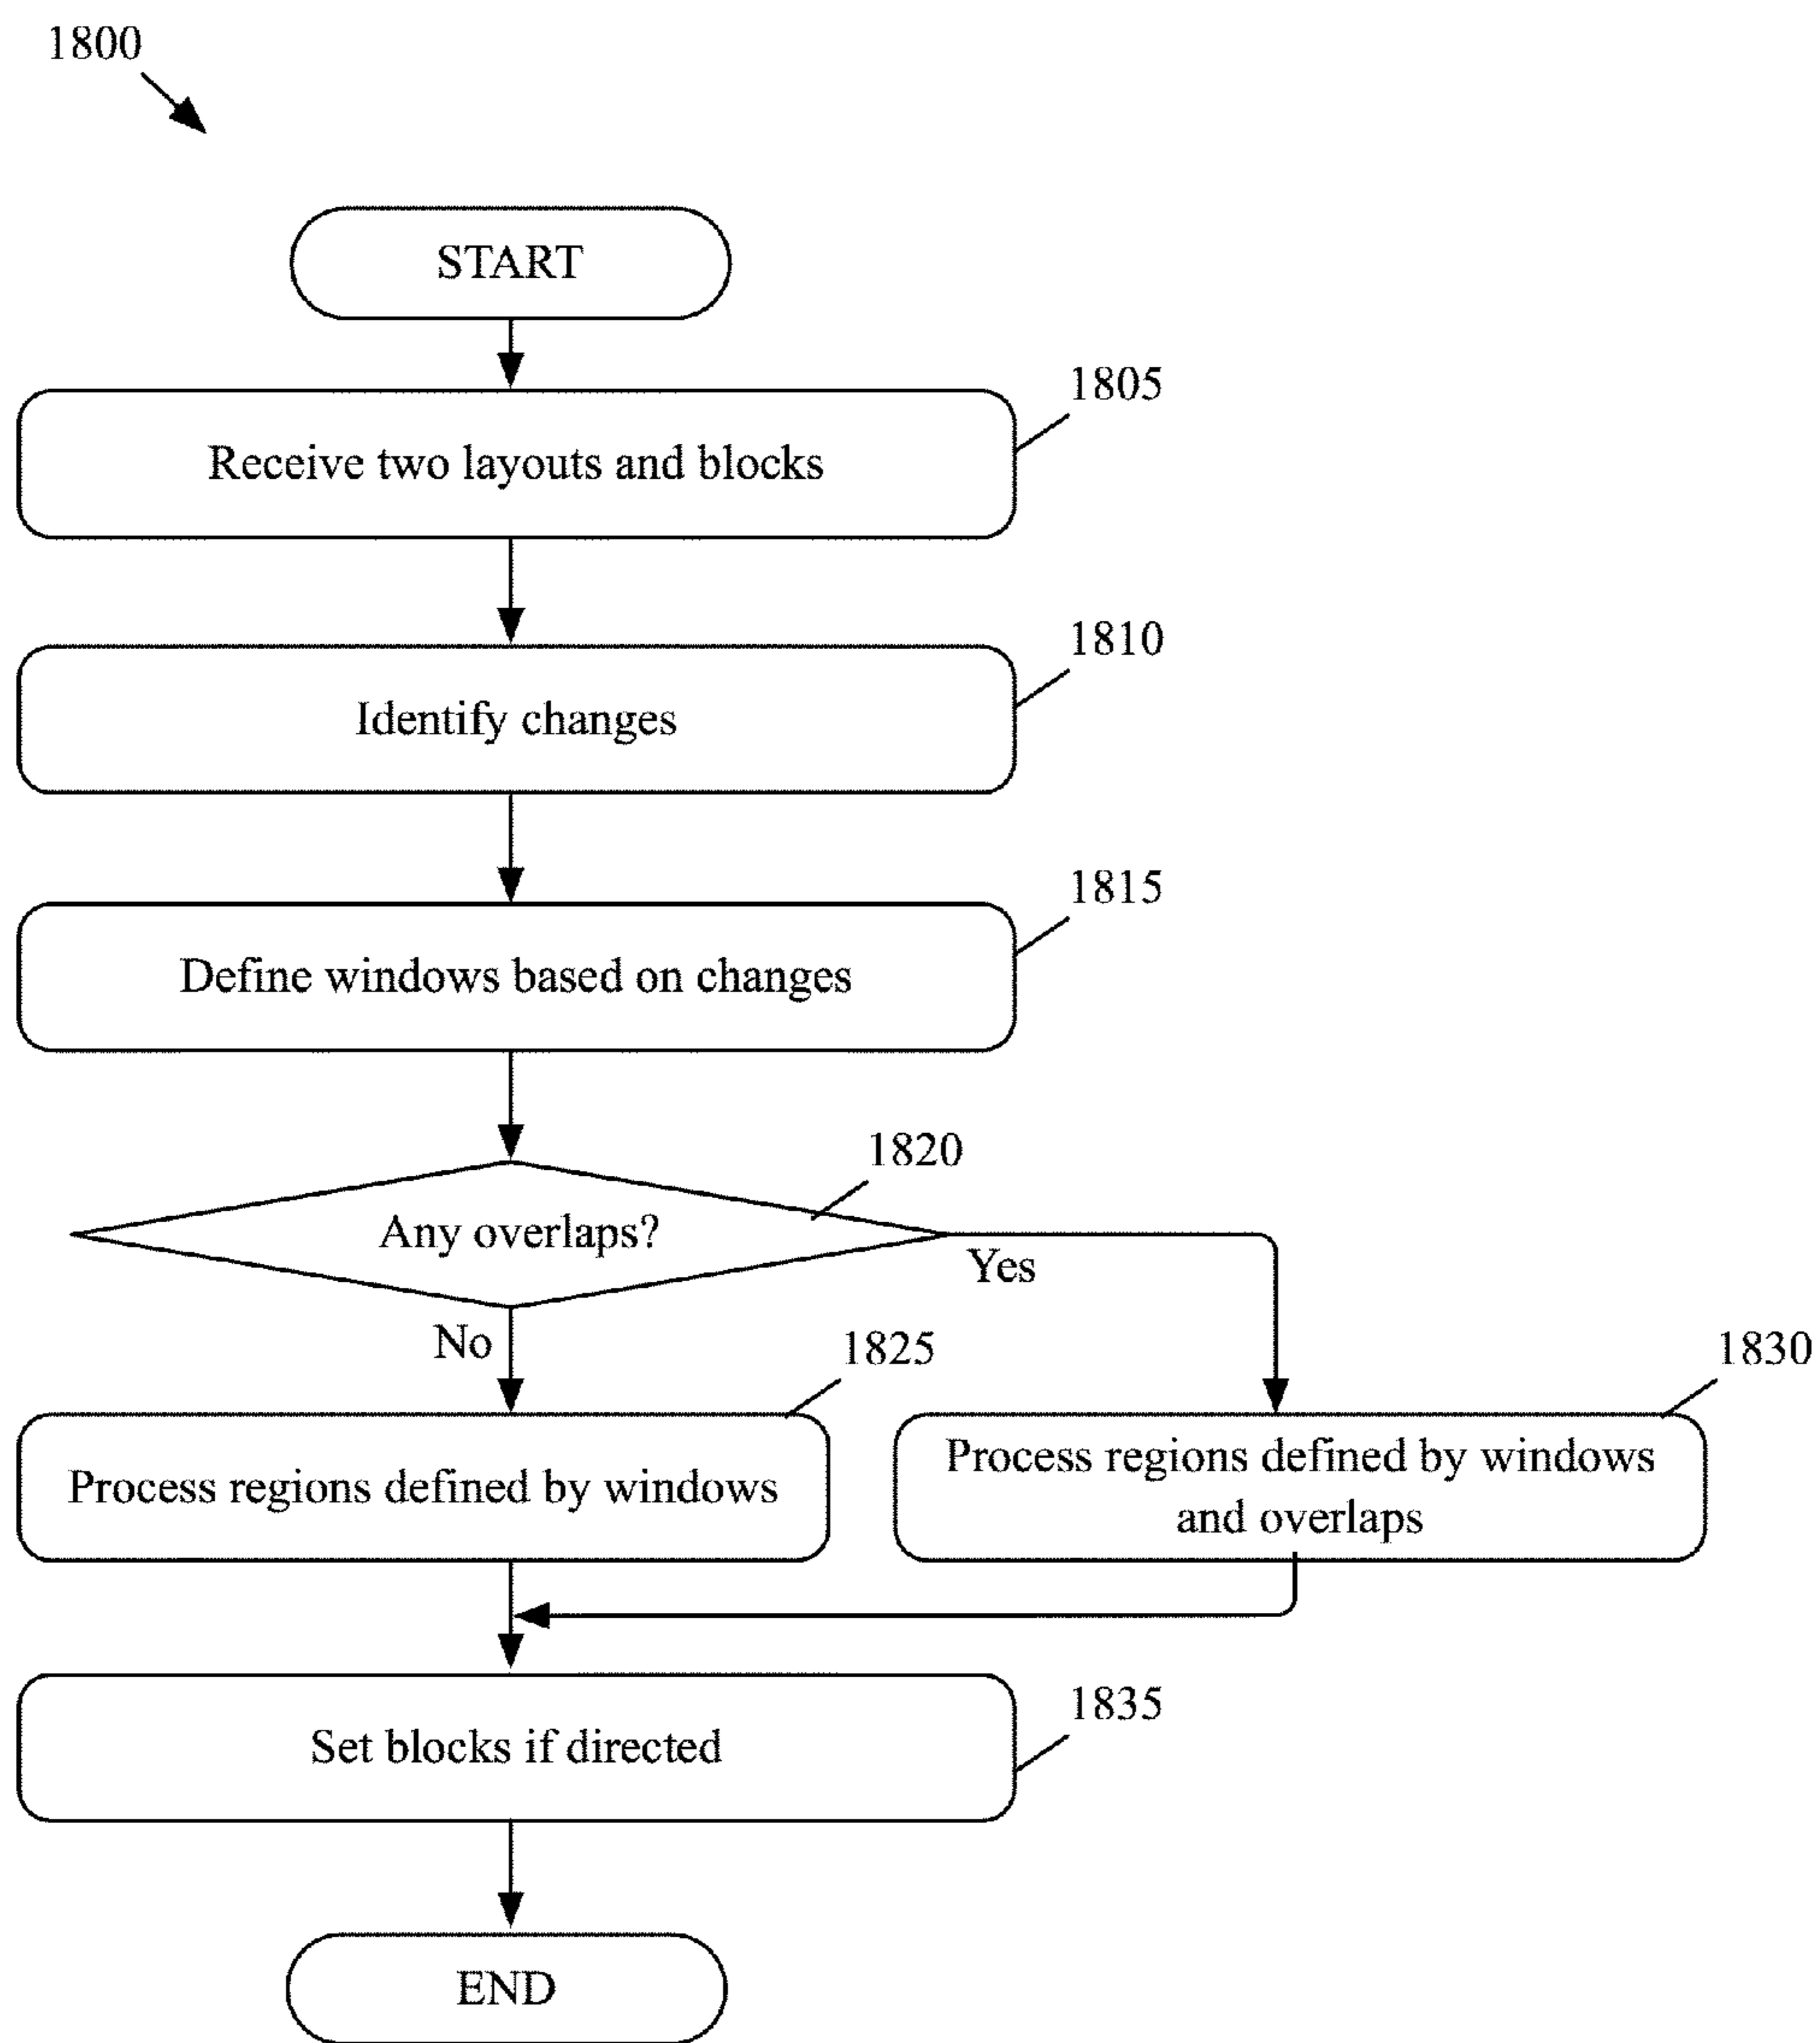 1800
START
1805
Receive two layouts and blocks
1810
Identify changes
1815
Define windows based on changes
1820
Any overlaps?
Yes
No
1825
1830
Process regions defined by windows
Process regions defined by windows
and overlaps
1835
Set blocks if directed
END